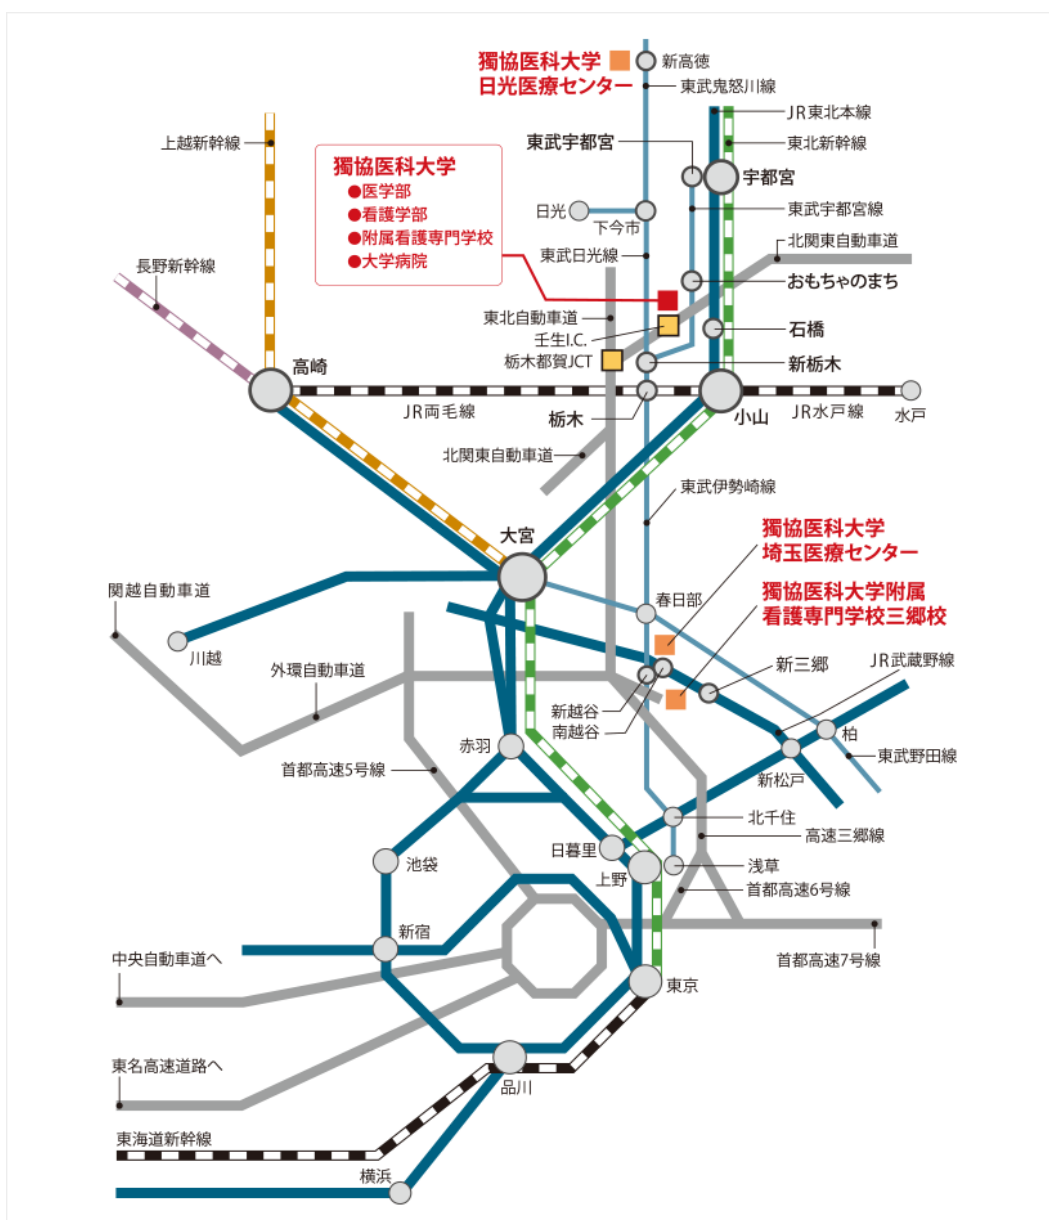 獨協医科大学
日光医療センター
新高徳
東武鬼怒川線
JR東北本線
東北新幹線
上越新幹線
東武宇都宮
宇都宮
獨協医科大学
●医学部
●看護学部
●附属看護専門学校
●大学病院
日光
下今市
東武宇都宮線
東武日光線
北関東自動車道
長野新幹線
おもちゃのまち
東北自動車道
壬生I.C.
石橋
栃木都賀JCT
新栃木
高崎
JR両毛線
栃木
小山
JR水戸線
水戸
北関東自動車道
東武伊勢崎線
獨協医科大学
埼玉医療センター
大宮
関越自動車道
春日部
獨協医科大学附属
看護専門学校三郷校
川越
外環自動車道
新三郷
JR武蔵野線
新越谷
南越谷
赤羽
柏
東武野田線
首都高速5号線
新松戸
北千住
高速三郷線
日暮里
池袋
上野
浅草
首都高速6号線
新宿
中央自動車道へ
首都高速7号線
東京
東名高速道路へ
品川
東海道新幹線
横浜